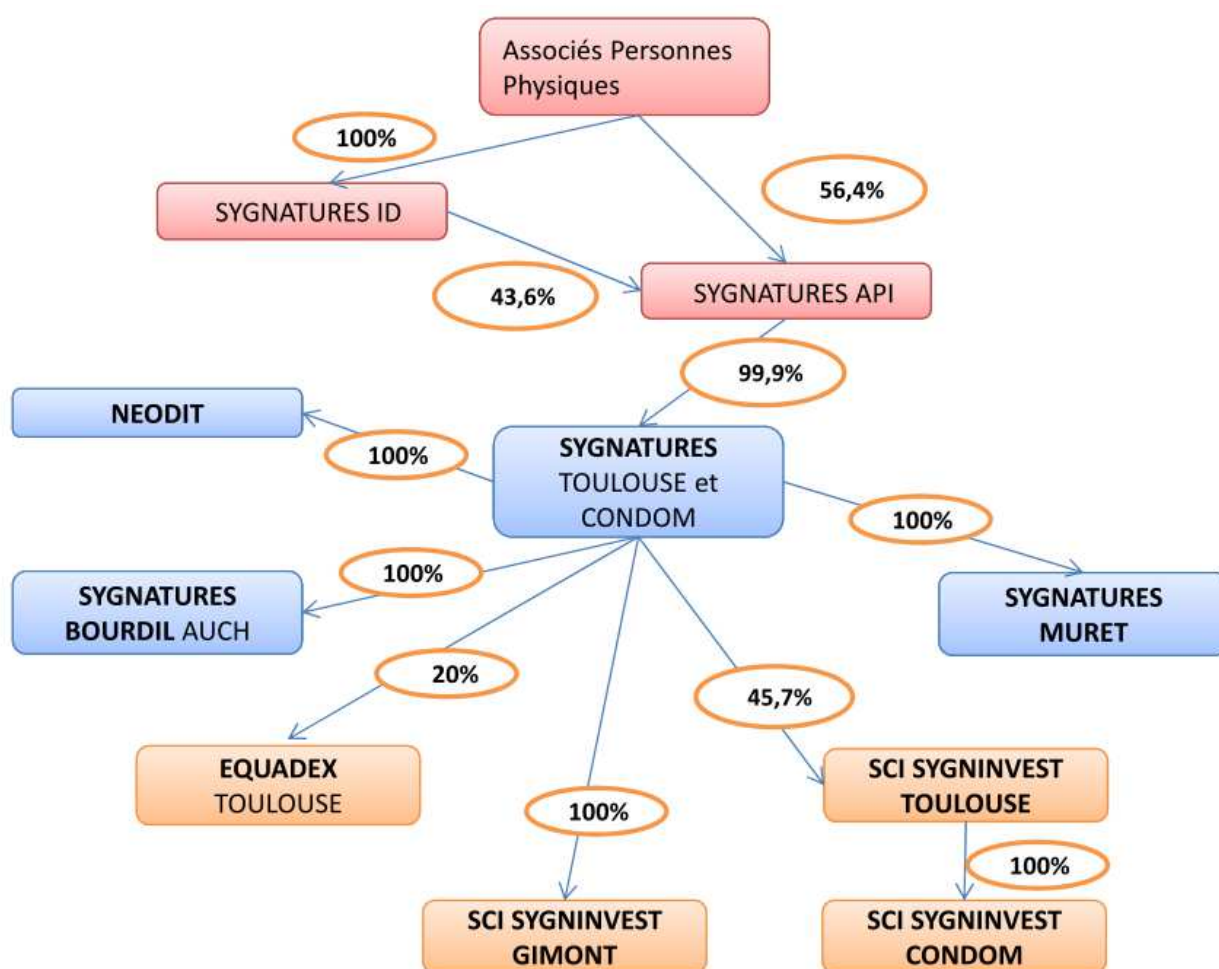 Associés Personnes
Physiques
100%
56,4%
SYGNATURES ID
43,6%
SYGNATURES API
99,9%
NEODIT
100%
SYGNATURES
TOULOUSE et
CONDOM
100%
100%
SYGNATURES
BOURDIL AUCH
SYGNATURES
MURET
20%
45,7%
EQUADEX
TOULOUSE
SCI SYGNINVEST
TOULOUSE
100%
100%
SCI SYGNINVEST
GIMONT
SCI SYGNINVEST
CONDOM